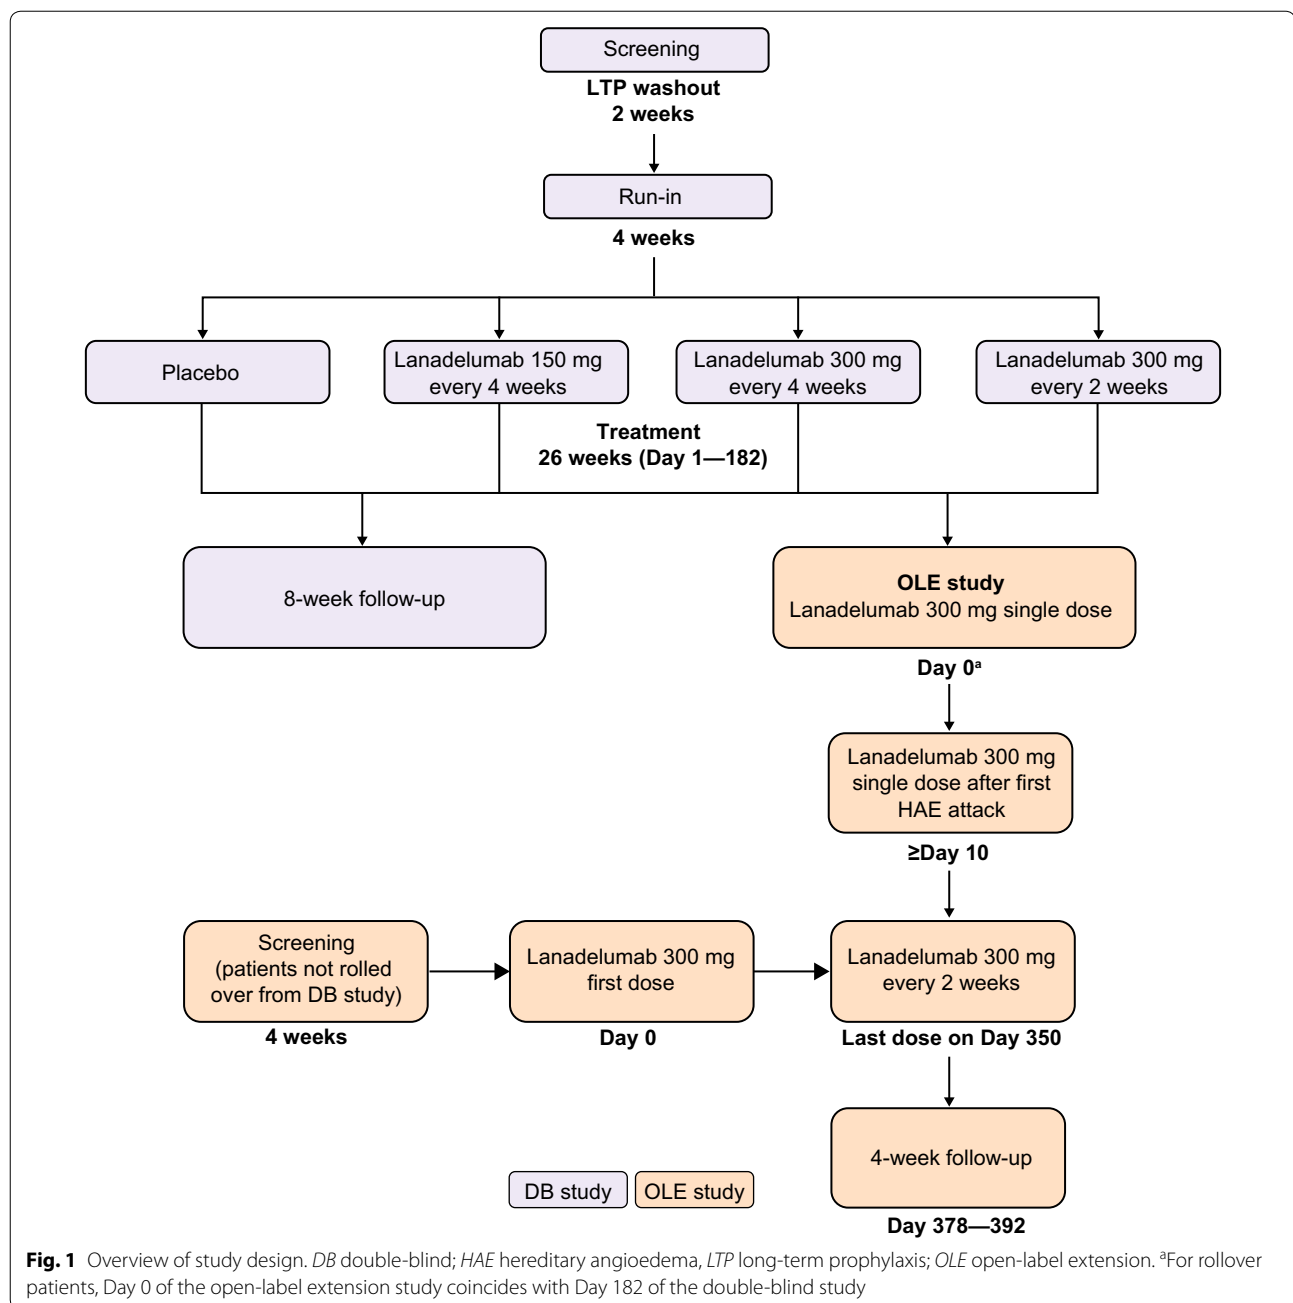 Screening
LTP washout
2 weeks
Run-in
4 weeks
Placebo
Lanadelumab 150 mg
every 4 weeks
Lanadelumab 300 mg
every 4 weeks
Lanadelumab 300 mg
every 2 weeks
Treatment
26 weeks (Day 1—182)
8-week follow-up
OLE study
Lanadelumab 300 mg single dose
Day 0ᵃ
Lanadelumab 300 mg
single dose after first
HAE attack
≥Day 10
Screening
(patients not rolled
over from DB study)
4 weeks
Lanadelumab 300 mg
first dose
Day 0
Lanadelumab 300 mg
every 2 weeks
Last dose on Day 350
4-week follow-up
Day 378—392
DB study
OLE study
Fig. 1 Overview of study design. DB double-blind; HAE hereditary angioedema, LTP long-term prophylaxis; OLE open-label extension. ᵃFor rollover
patients, Day 0 of the open-label extension study coincides with Day 182 of the double-blind study